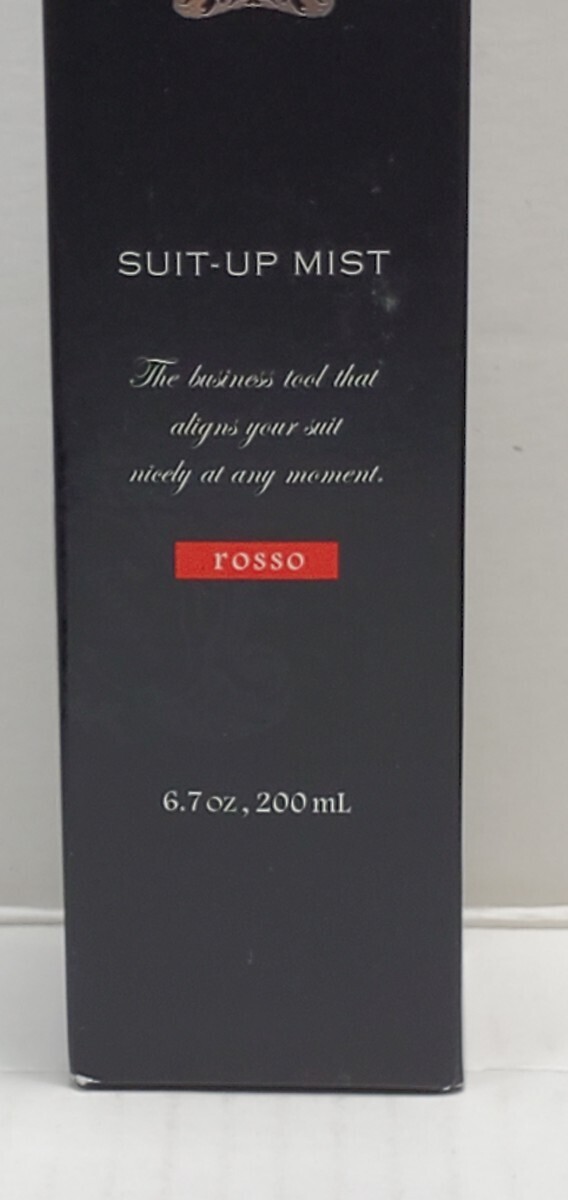 SUIT-UP MIST
The business tool that
aligns your suit
nicely at any moment.
rosso
6.7 oz, 200 mL